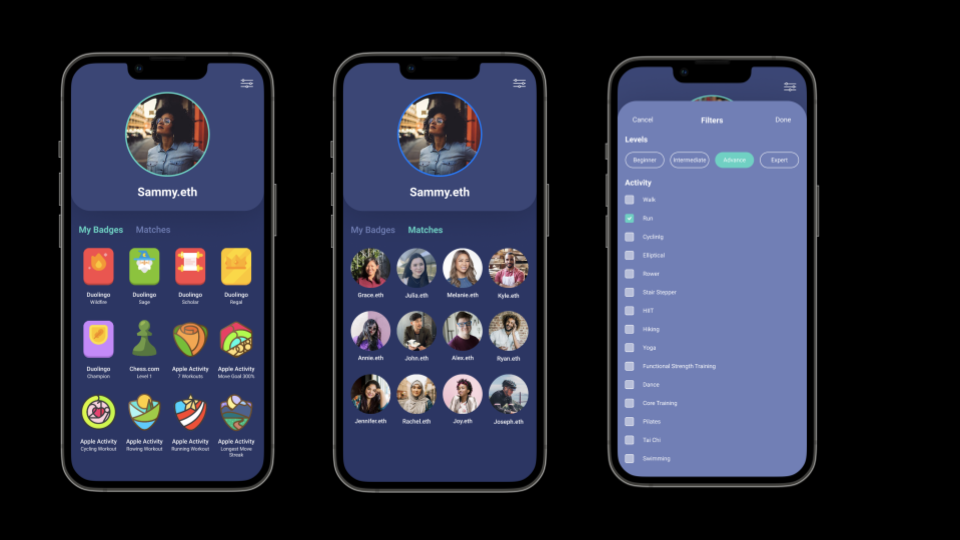 Sammy.eth
My Badges Matches
Duolingo Duolingo Duolingo Duolingo
Wildfire Sage Scholar Regal
Duolingo Chess.com Apple Activity Apple Activity
Champion Level 1 7 Workouts Move Goal 300%
Apple Activity Apple Activity Apple Activity Apple Activity
Cycling Workout Rowing Workout Running Workout Longest Move
Streak
Sammy.eth
My Badges Matches
Grace.eth Julia.eth Melanie.eth Kyle.eth
Annie.eth John.eth Alex.eth Ryan.eth
Jennifer.eth Rachel.eth Joy.eth Joseph.eth
Cancel Filters Done
Levels
Beginner Intermediate Advance Expert
Activity
Walk
Run
Cycling
Elliptical
Rower
Stair Stepper
HIIT
Hiking
Yoga
Functional Strength Training
Dance
Core Training
Pilates
Tai Chi
Swimming